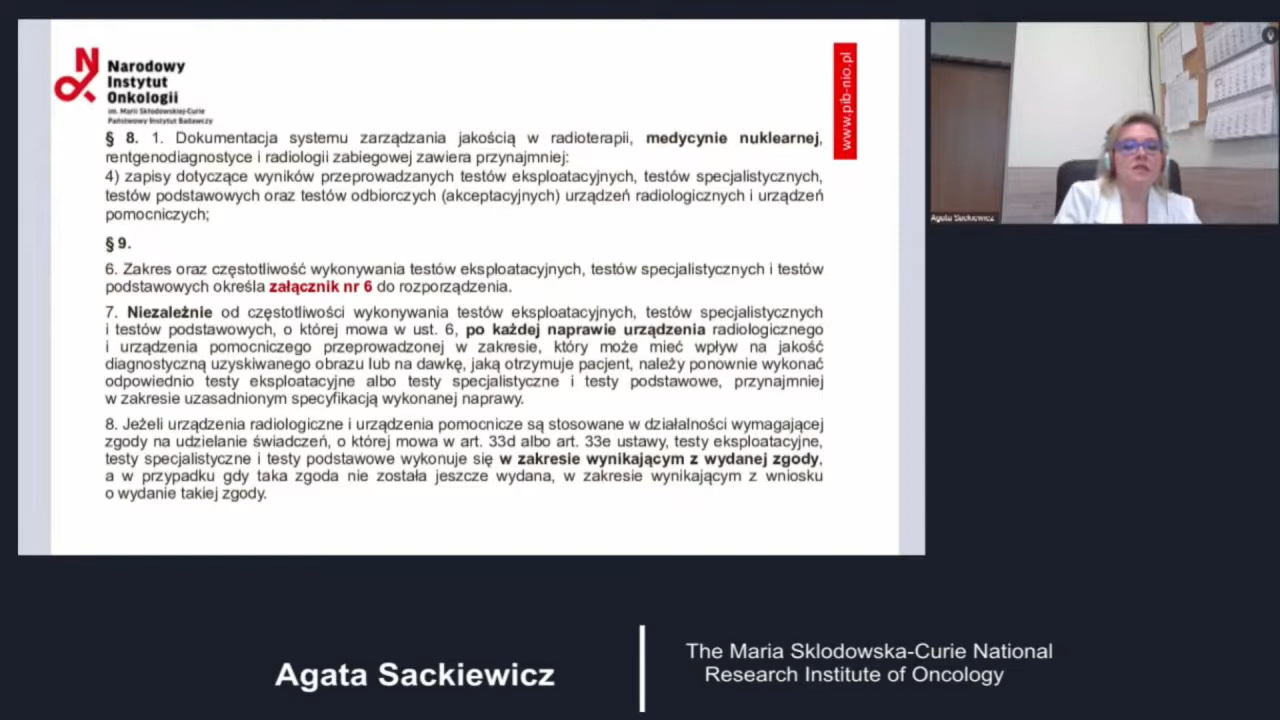 Narodowy
Instytut
Onkologii
im. Marii Skłodowskiej-Curie
Państwowy Instytut Badawczy
www.pib-nio.pl
§ 8. 1. Dokumentacja systemu zarządzania jakością w radioterapii, medycynie nuklearnej,
rentgenodiagnostyce i radiologii zabiegowej zawiera przynajmniej:
4) zapisy dotyczące wyników przeprowadzanych testów eksploatacyjnych, testów specjalistycznych,
testów podstawowych oraz testów odbiorczych (akceptacyjnych) urządzeń radiologicznych i urządzeń
pomocniczych;
§ 9.
6. Zakres oraz częstotliwość wykonywania testów eksploatacyjnych, testów specjalistycznych i testów
podstawowych określa załącznik nr 6 do rozporządzenia.
7. Niezależnie od częstotliwości wykonywania testów eksploatacyjnych, testów specjalistycznych
i testów podstawowych, o której mowa w ust. 6, po każdej naprawie urządzenia radiologicznego
i urządzenia pomocniczego przeprowadzonej w zakresie, który może mieć wpływ na jakość
diagnostyczną uzyskiwanego obrazu lub na dawkę, jaką otrzymuje pacjent, należy ponownie wykonać
odpowiednio testy eksploatacyjne albo testy specjalistyczne i testy podstawowe, przynajmniej
w zakresie uzasadnionym specyfikacją wykonanej naprawy.
8. Jeżeli urządzenia radiologiczne i urządzenia pomocnicze są stosowane w działalności wymagającej
zgody na udzielanie świadczeń, o której mowa w art. 33d albo art. 33e ustawy, testy eksploatacyjne,
testy specjalistyczne i testy podstawowe wykonuje się w zakresie wynikającym z wydanej zgody,
a w przypadku gdy taka zgoda nie została jeszcze wydana, w zakresie wynikającym z wniosku
o wydanie takiej zgody.
Agata Sackiewicz
Agata Sackiewicz
The Maria Sklodowska-Curie National
Research Institute of Oncology